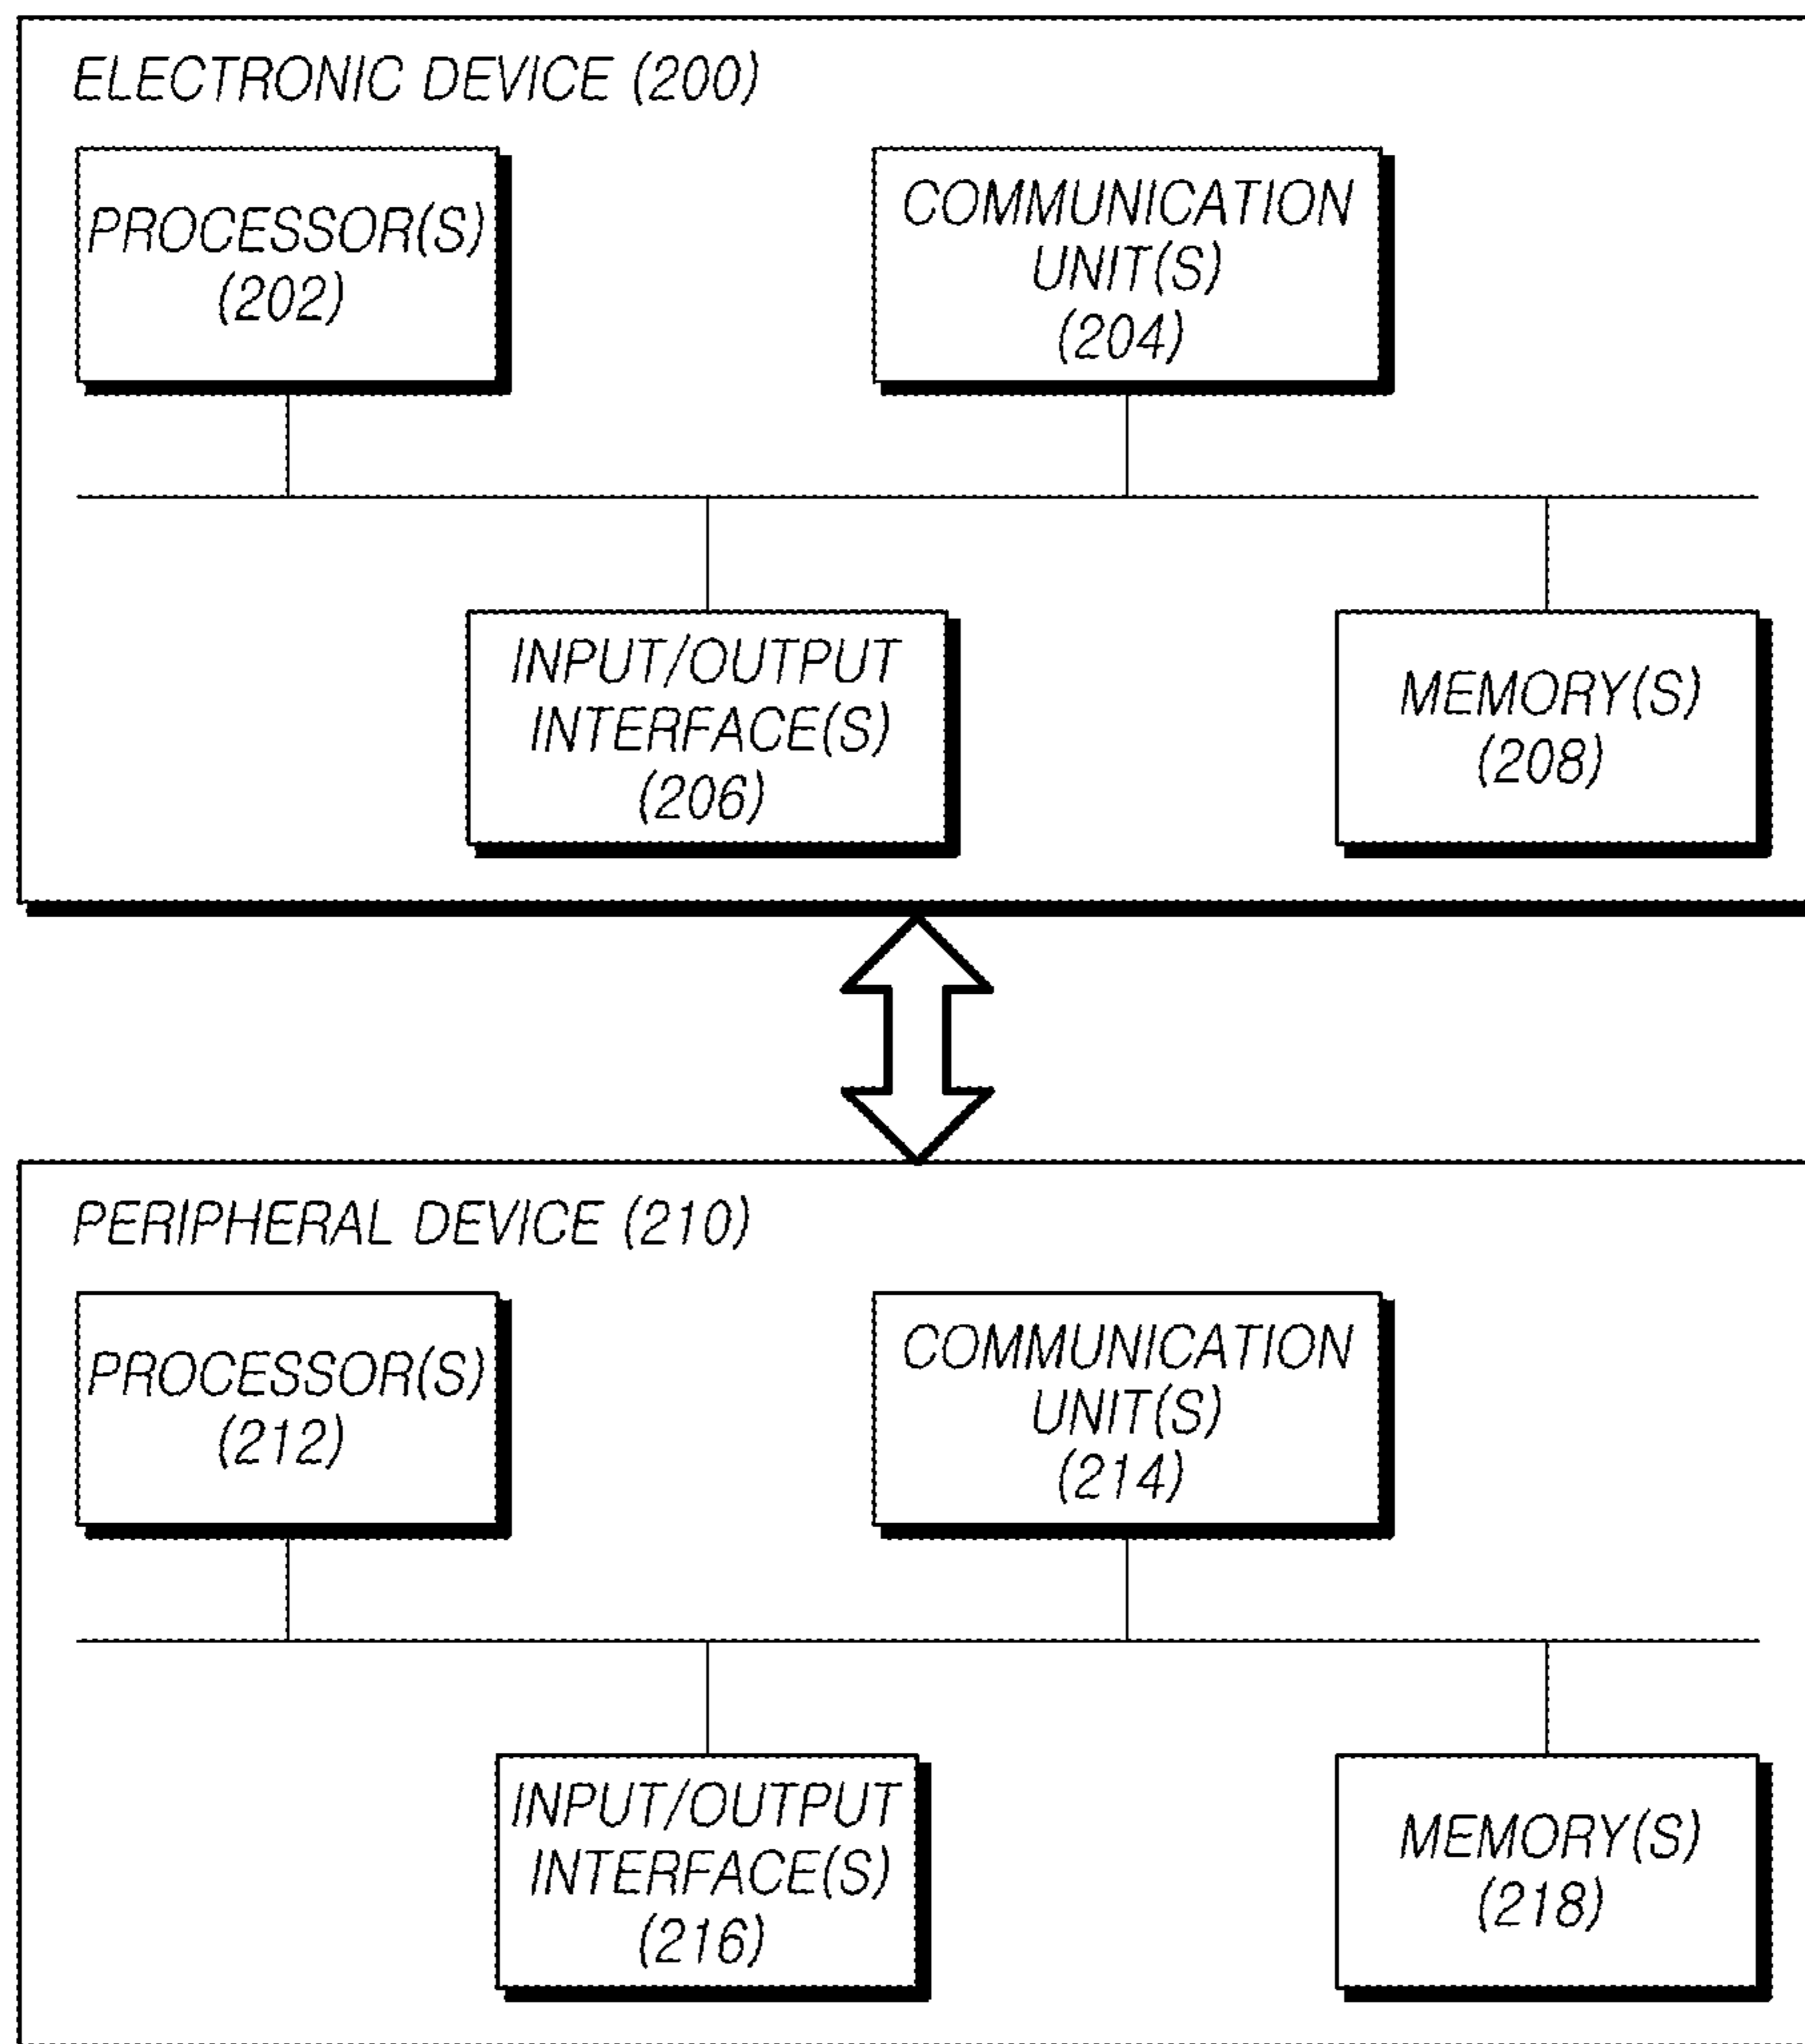 ELECTRONIC DEVICE (200)
PROCESSOR(S)
(202)
COMMUNICATION
UNIT(S)
(204)
INPUT/OUTPUT
INTERFACE(S)
(206)
MEMORY(S)
(208)
PERIPHERAL DEVICE (210)
PROCESSOR(S)
(212)
COMMUNICATION
UNIT(S)
(214)
INPUT/OUTPUT
INTERFACE(S)
(216)
MEMORY(S)
(218)